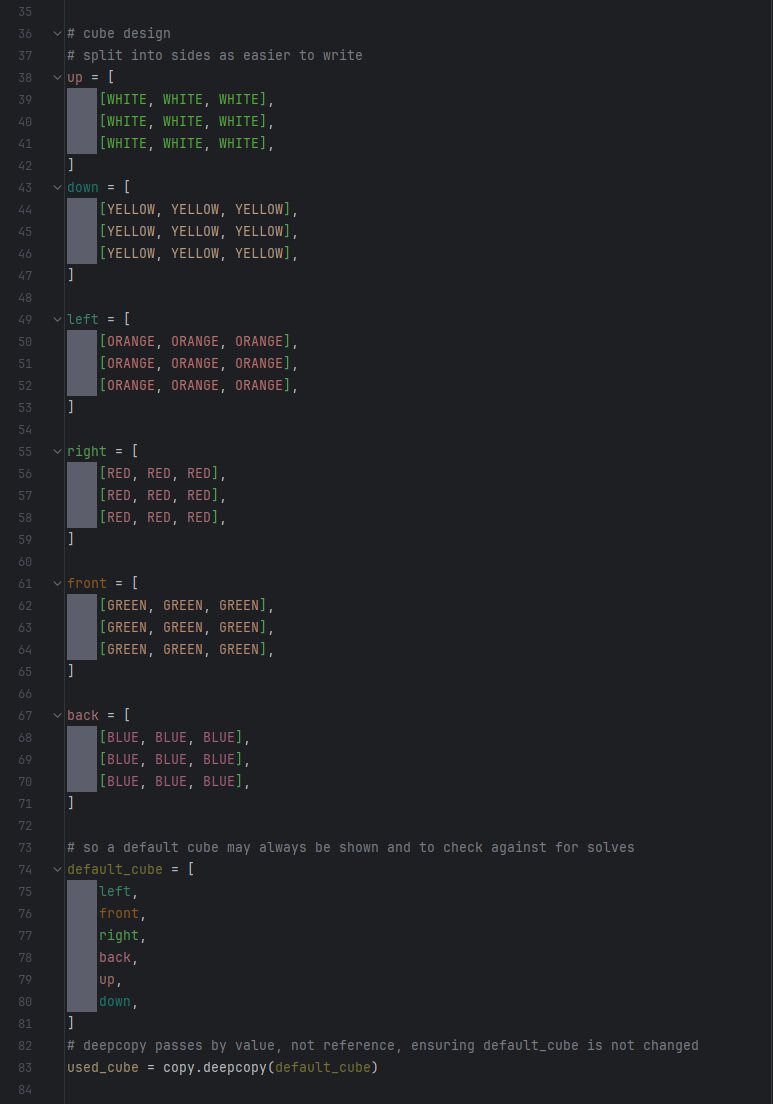 35
36 # cube design
37 # split into sides as easier to write
38 up = [
39     [WHITE, WHITE, WHITE],
40     [WHITE, WHITE, WHITE],
41     [WHITE, WHITE, WHITE],
42 ]
43 down = [
44     [YELLOW, YELLOW, YELLOW],
45     [YELLOW, YELLOW, YELLOW],
46     [YELLOW, YELLOW, YELLOW],
47 ]
48
49 left = [
50     [ORANGE, ORANGE, ORANGE],
51     [ORANGE, ORANGE, ORANGE],
52     [ORANGE, ORANGE, ORANGE],
53 ]
54
55 right = [
56     [RED, RED, RED],
57     [RED, RED, RED],
58     [RED, RED, RED],
59 ]
60
61 front = [
62     [GREEN, GREEN, GREEN],
63     [GREEN, GREEN, GREEN],
64     [GREEN, GREEN, GREEN],
65 ]
66
67 back = [
68     [BLUE, BLUE, BLUE],
69     [BLUE, BLUE, BLUE],
70     [BLUE, BLUE, BLUE],
71 ]
72
73 # so a default cube may always be shown and to check against for solves
74 default_cube = [
75     left,
76     front,
77     right,
78     back,
79     up,
80     down,
81 ]
82 # deepcopy passes by value, not reference, ensuring default_cube is not changed
83 used_cube = copy.deepcopy(default_cube)
84